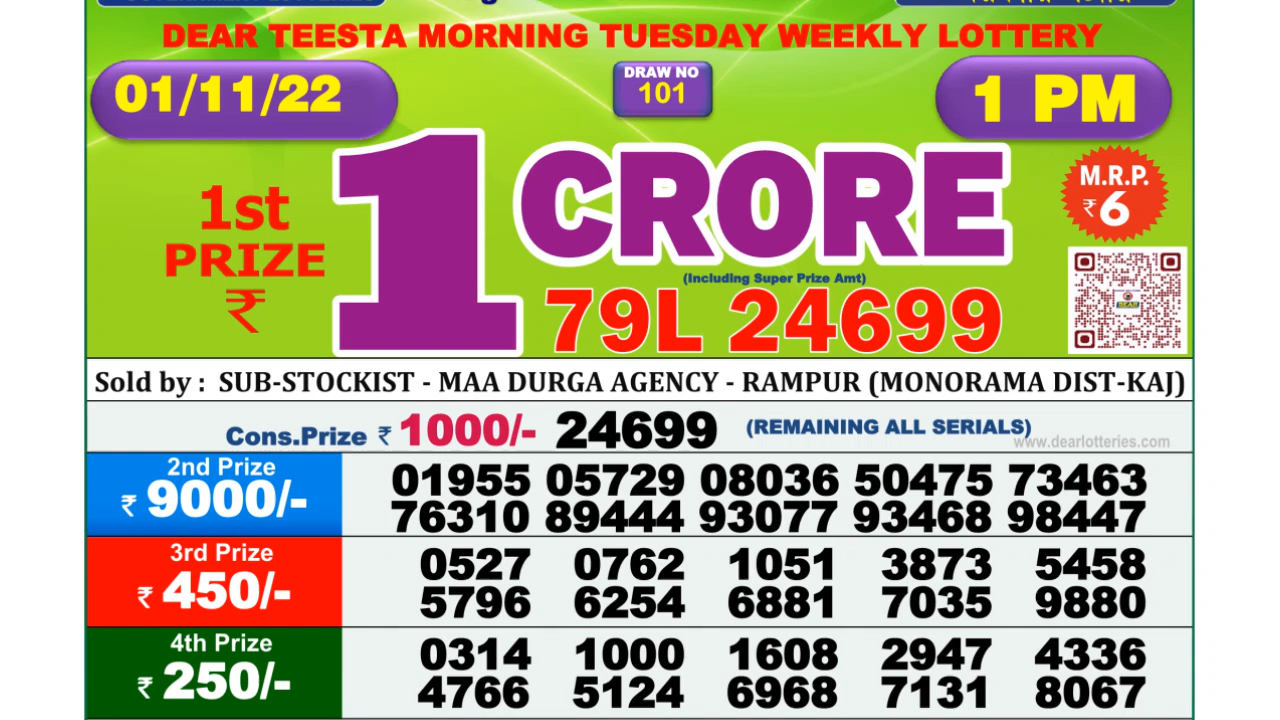 DEAR TEESTA MORNING TUESDAY WEEKLY LOTTERY
01/11/22
DRAW NO
101
1 PM
1st
PRIZE
₹
1 CRORE
(Including Super Prize Amt)
79L 24699
M.R.P.
₹ 6
Sold by : SUB-STOCKIST - MAA DURGA AGENCY - RAMPUR (MONORAMA DIST-KAJ)
Cons.Prize ₹ 1000/- 24699 (REMAINING ALL SERIALS)
www.dearlotteries.com
2nd Prize
₹ 9000/-
01955 05729 08036 50475 73463
76310 89444 93077 93468 98447
3rd Prize
₹ 450/-
0527 0762 1051 3873 5458
5796 6254 6881 7035 9880
4th Prize
₹ 250/-
0314 1000 1608 2947 4336
4766 5124 6968 7131 8067